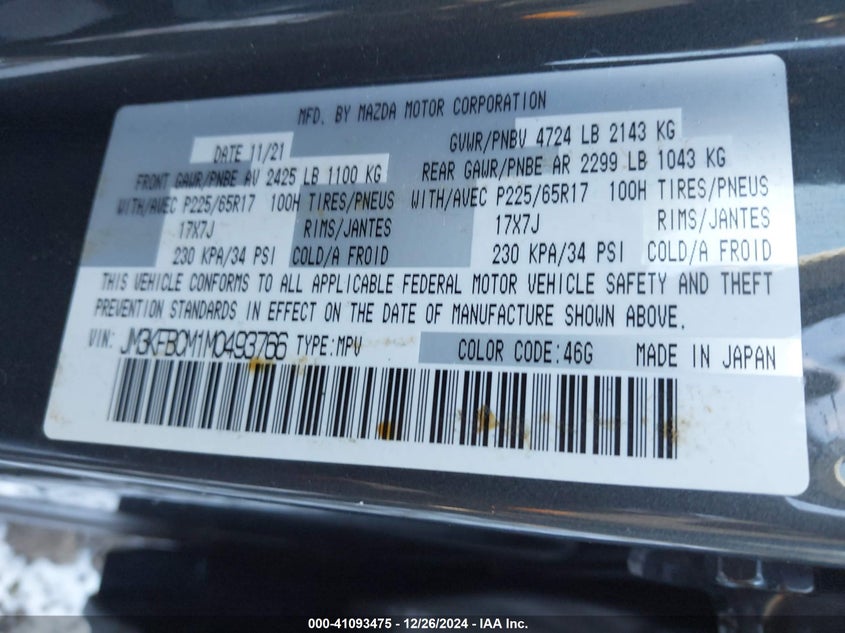 MFD. BY MAZDA MOTOR CORPORATION
DATE 11/21 GVWR/PNBV 4724 LB 2143 KG
FRONT GAWR/PNBE AV 2425 LB 1100 KG REAR GAWR/PNBE AR 2299 LB 1043 KG
WITH/AVEC P225/65R17 100H TIRES/PNEUS WITH/AVEC P225/65R17 100H TIRES/PNEUS
17X7J RIMS/JANTES 17X7J RIMS/JANTES
230 KPA/34 PSI COLD/A FROID 230 KPA/34 PSI COLD/A FROID
THIS VEHICLE CONFORMS TO ALL APPLICABLE FEDERAL MOTOR VEHICLE SAFETY AND THEFT
PREVENTION STANDARDS IN EFFECT ON THE DATE OF MANUFACTURE SHOWN ABOVE.
VIN: JM3KFBCM1M0493766 TYPE:MPV COLOR CODE:46G MADE IN JAPAN
000-41093475 - 12/26/2024 - IAA Inc.